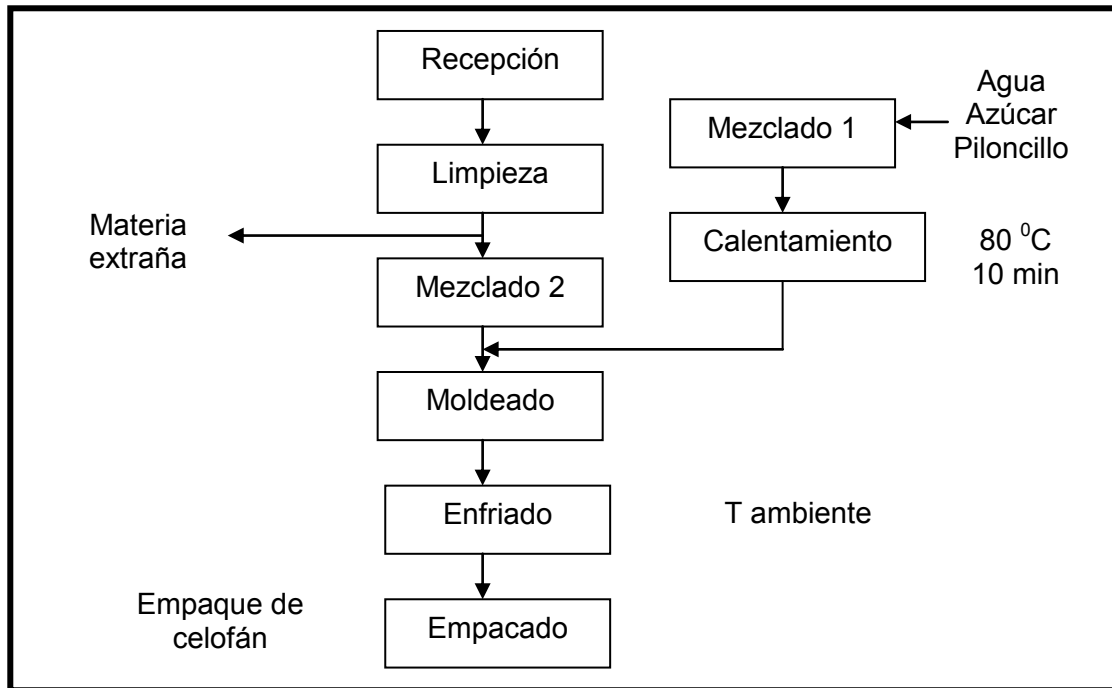 Recepción
Agua
Azúcar
Piloncillo
Mezclado 1
Limpieza
Materia
extraña
Calentamiento
80 ⁰C
10 min
Mezclado 2
Moldeado
Enfriado
T ambiente
Empaque de
celofán
Empacado